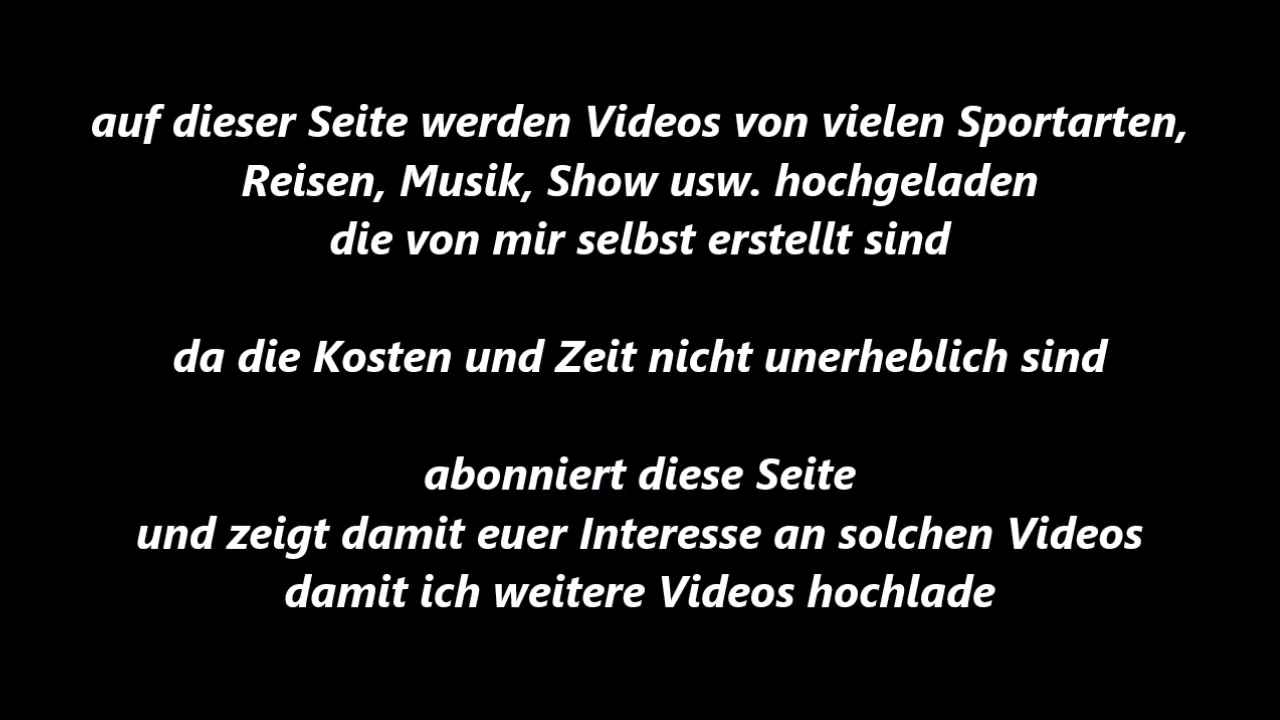 auf dieser Seite werden Videos von vielen Sportarten,
Reisen, Musik, Show usw. hochgeladen
die von mir selbst erstellt sind
da die Kosten und Zeit nicht unerheblich sind
abonniert diese Seite
und zeigt damit euer Interesse an solchen Videos
damit ich weitere Videos hochlade